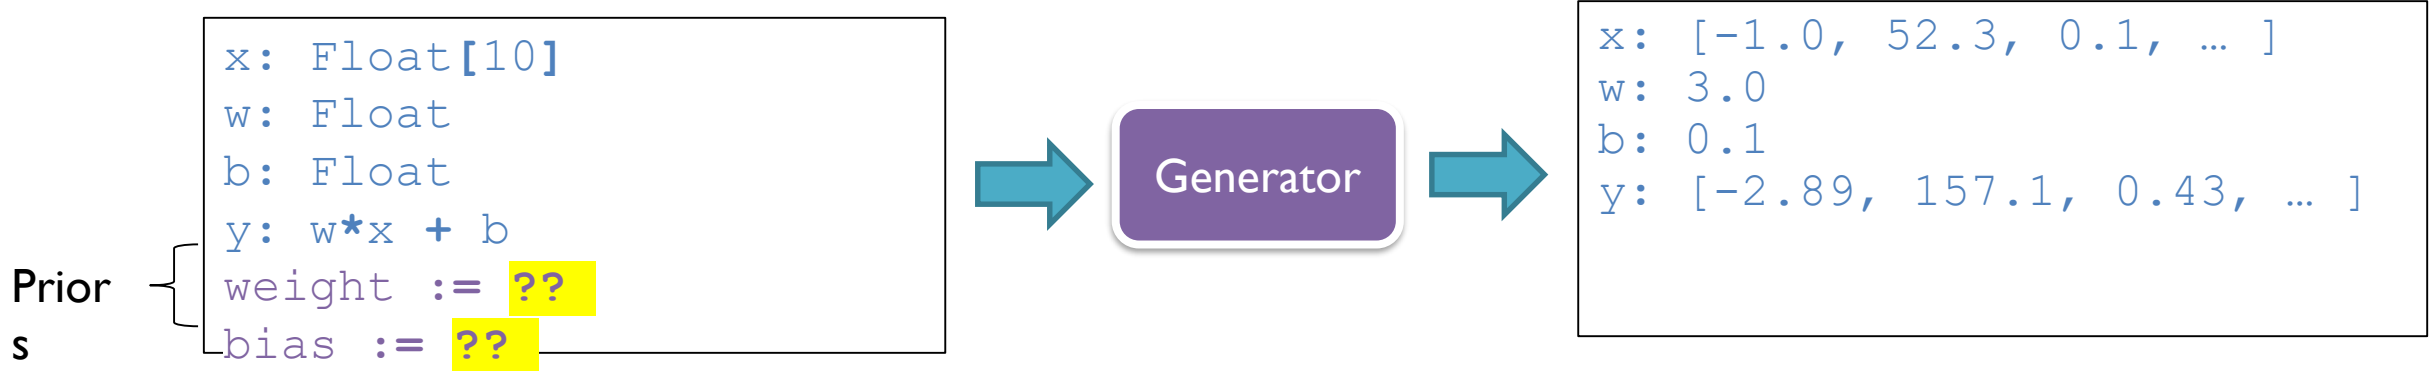 x: Float[10]
w: Float
b: Float
y: w*x + b
weight := ??
bias := ??
Prior
s
Generator
x: [-1.0, 52.3, 0.1, … ]
w: 3.0
b: 0.1
y: [-2.89, 157.1, 0.43, … ]